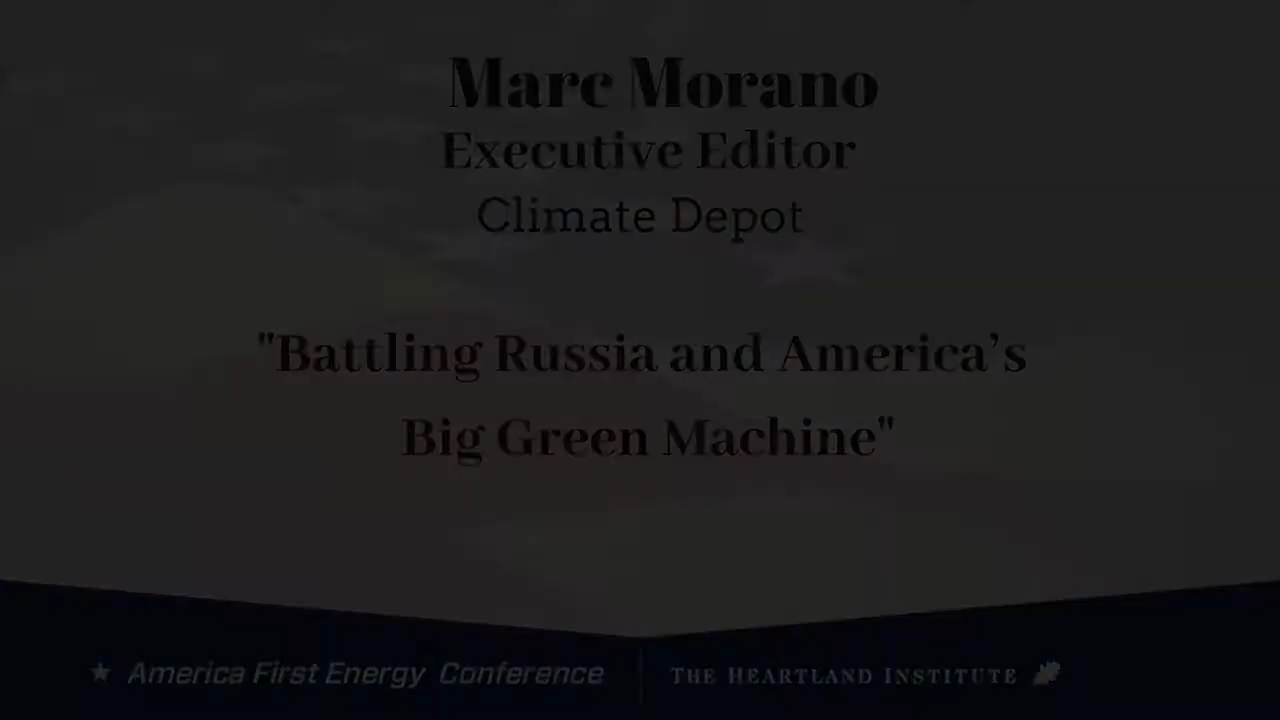 Marc Morano
Executive Editor
Climate Depot
"Battling Russia and America’s
Big Green Machine"
America First Energy Conference
THE HEARTLAND INSTITUTE